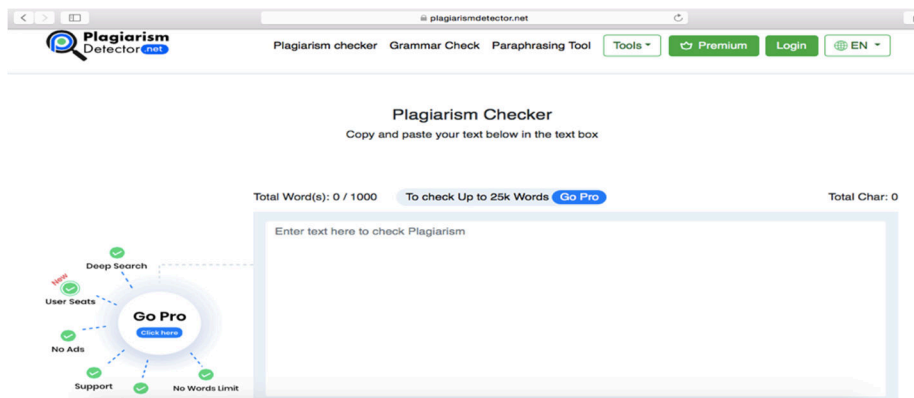 plagiarismdetector.net
Plagiarism
Detector.net
Plagiarism checker Grammar Check Paraphrasing Tool Tools Premium Login EN
Plagiarism Checker
Copy and paste your text below in the text box
Total Word(s): 0 / 1000 To check Up to 25k Words Go Pro Total Char: 0
Enter text here to check Plagiarism
Deep Search
New
User Seats
Go Pro
Click here
No Ads
Support
No Words Limit